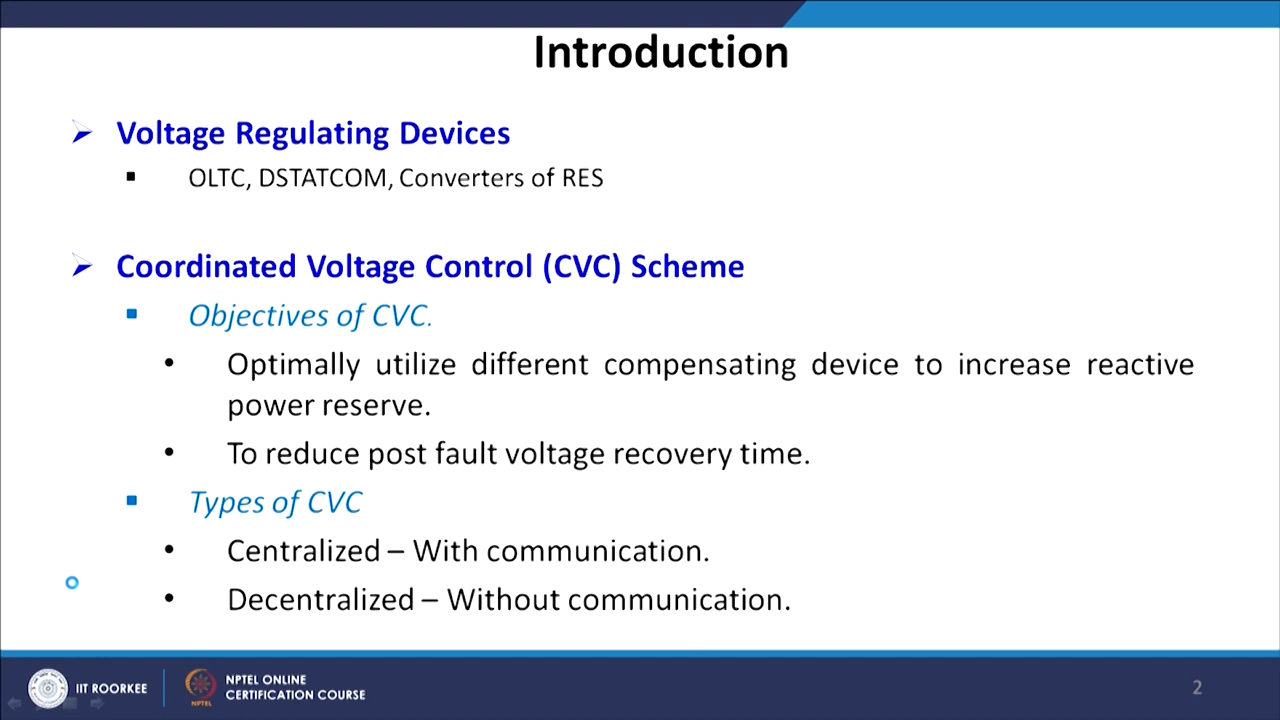 Introduction
Voltage Regulating Devices
OLTC, DSTATCOM, Converters of RES
Coordinated Voltage Control (CVC) Scheme
Objectives of CVC.
Optimally utilize different compensating device to increase reactive
power reserve.
To reduce post fault voltage recovery time.
Types of CVC
Centralized – With communication.
Decentralized – Without communication.
IIT ROORKEE
NPTEL
NPTEL ONLINE
CERTIFICATION COURSE
2